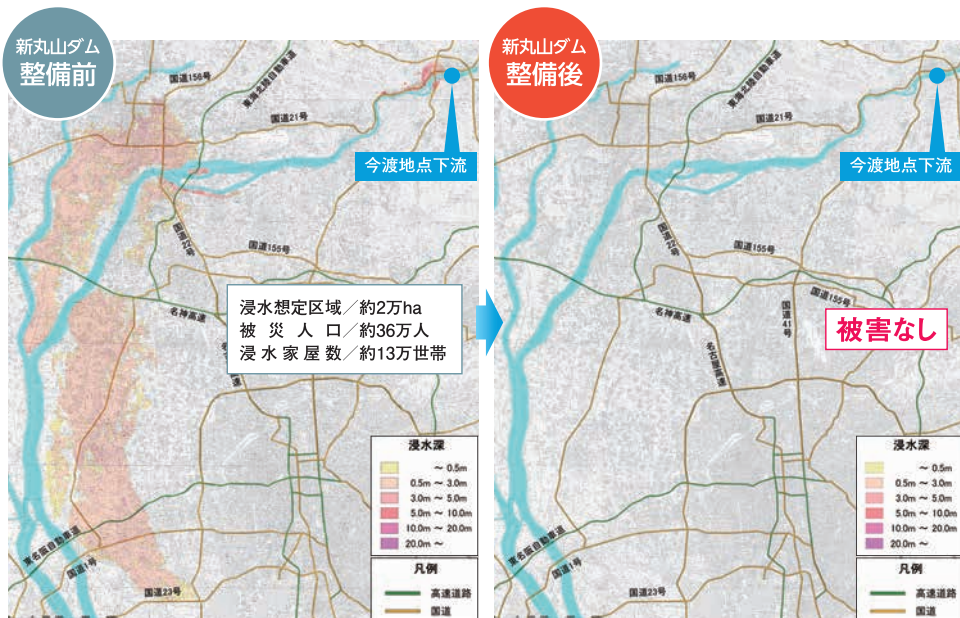 新丸山ダム
整備前
国道156号
東海北陸自動車道
国道21号
今渡地点下流
国道22号
国道155号
名神高速
浸水想定区域／約2万ha
被災人口／約36万人
浸水家屋数／約13万世帯
東名阪自動車道
国道1号
国道23号
浸水深
～ 0.5m
0.5m ～ 3.0m
3.0m ～ 5.0m
5.0m ～ 10.0m
10.0m ～ 20.0m
20.0m ～
凡例
高速道路
国道
新丸山ダム
整備後
国道156号
東海北陸自動車道
国道21号
今渡地点下流
国道22号
国道155号
国道155号
名神高速
国道41号
名古屋高速
被害なし
東名阪自動車道
国道1号
国道23号
浸水深
～ 0.5m
0.5m ～ 3.0m
3.0m ～ 5.0m
5.0m ～ 10.0m
10.0m ～ 20.0m
20.0m ～
凡例
高速道路
国道